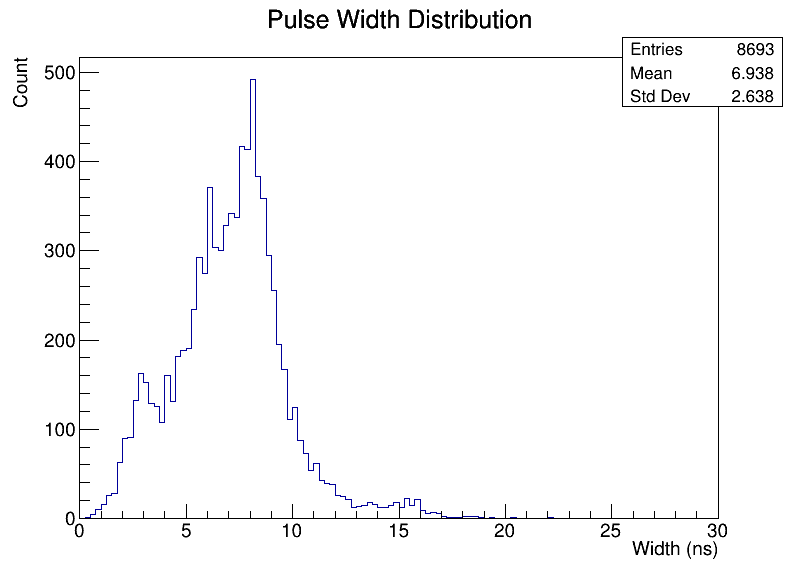 Pulse Width Distribution
Entries 8693
Mean 6.938
Std Dev 2.638
Count
500
400
300
200
100
0
0 5 10 15 20 25 30
Width (ns)